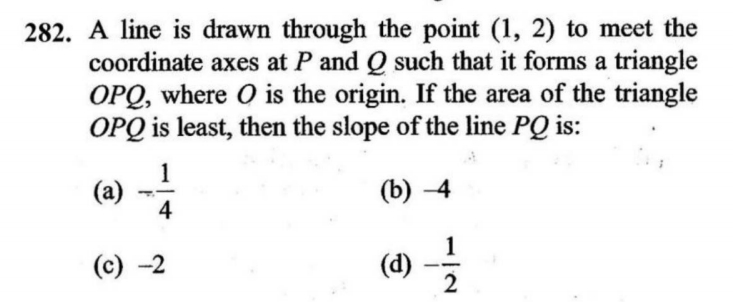 282. A line is drawn through the point (1, 2) to meet the
coordinate axes at P and Q such that it forms a triangle
OPQ, where O is the origin. If the area of the triangle
OPQ is least, then the slope of the line PQ is:
(a) -1/4 (b) –4
(c) –2 (d) -1/2